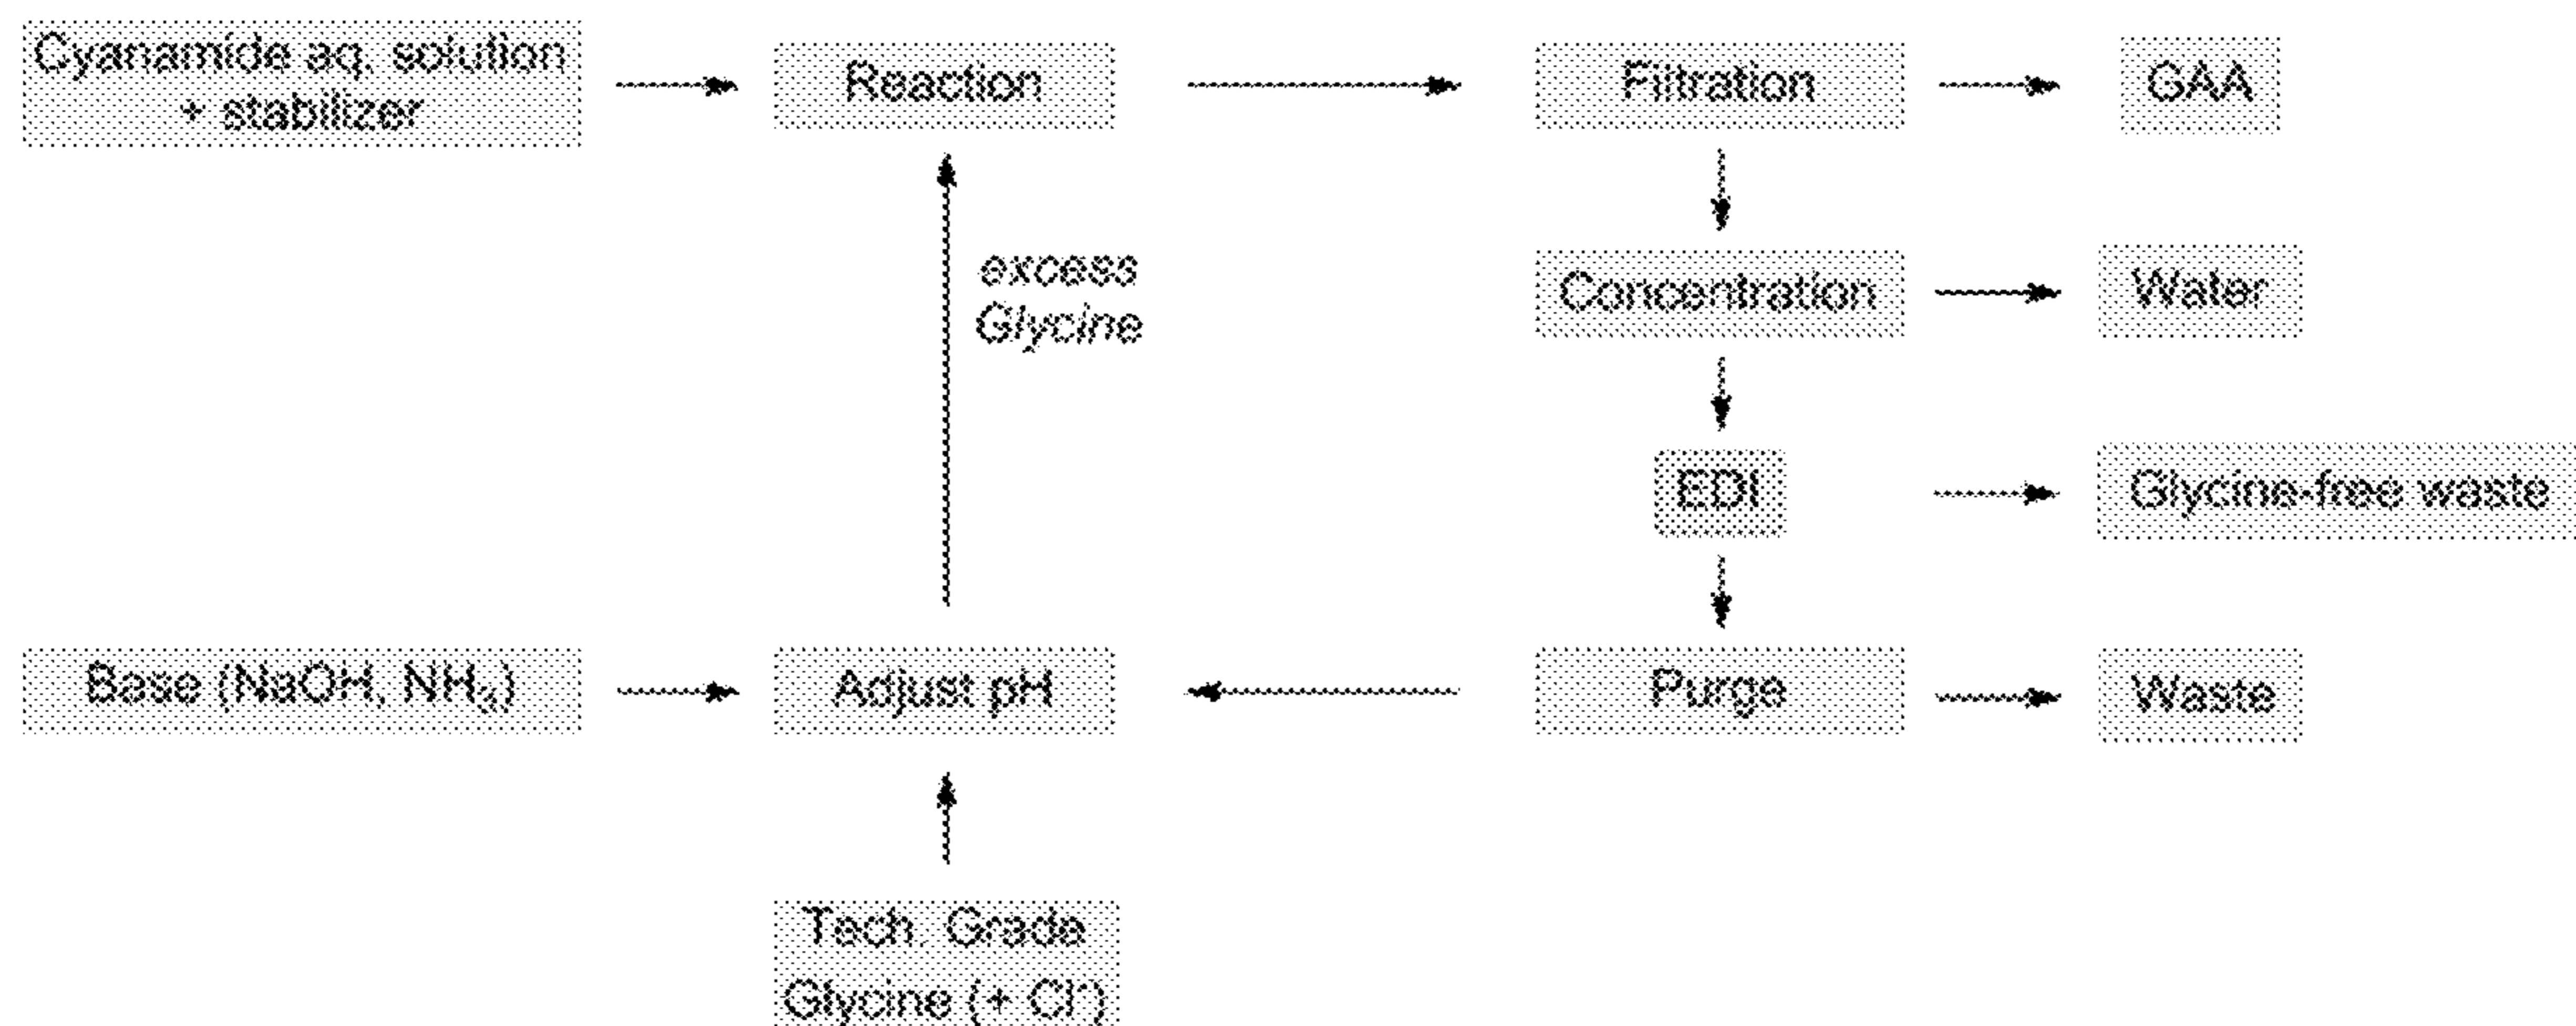 Cyanamide aq. solution
+ stabilizer
Reaction
Filtration
GAA
excess
Glycine
Concentration
Water
EDI
Glycine-free waste
Base (NaOH, NH₃)
Adjust pH
Purge
Waste
Tech. Grade
Glycine (+ Cl⁻)